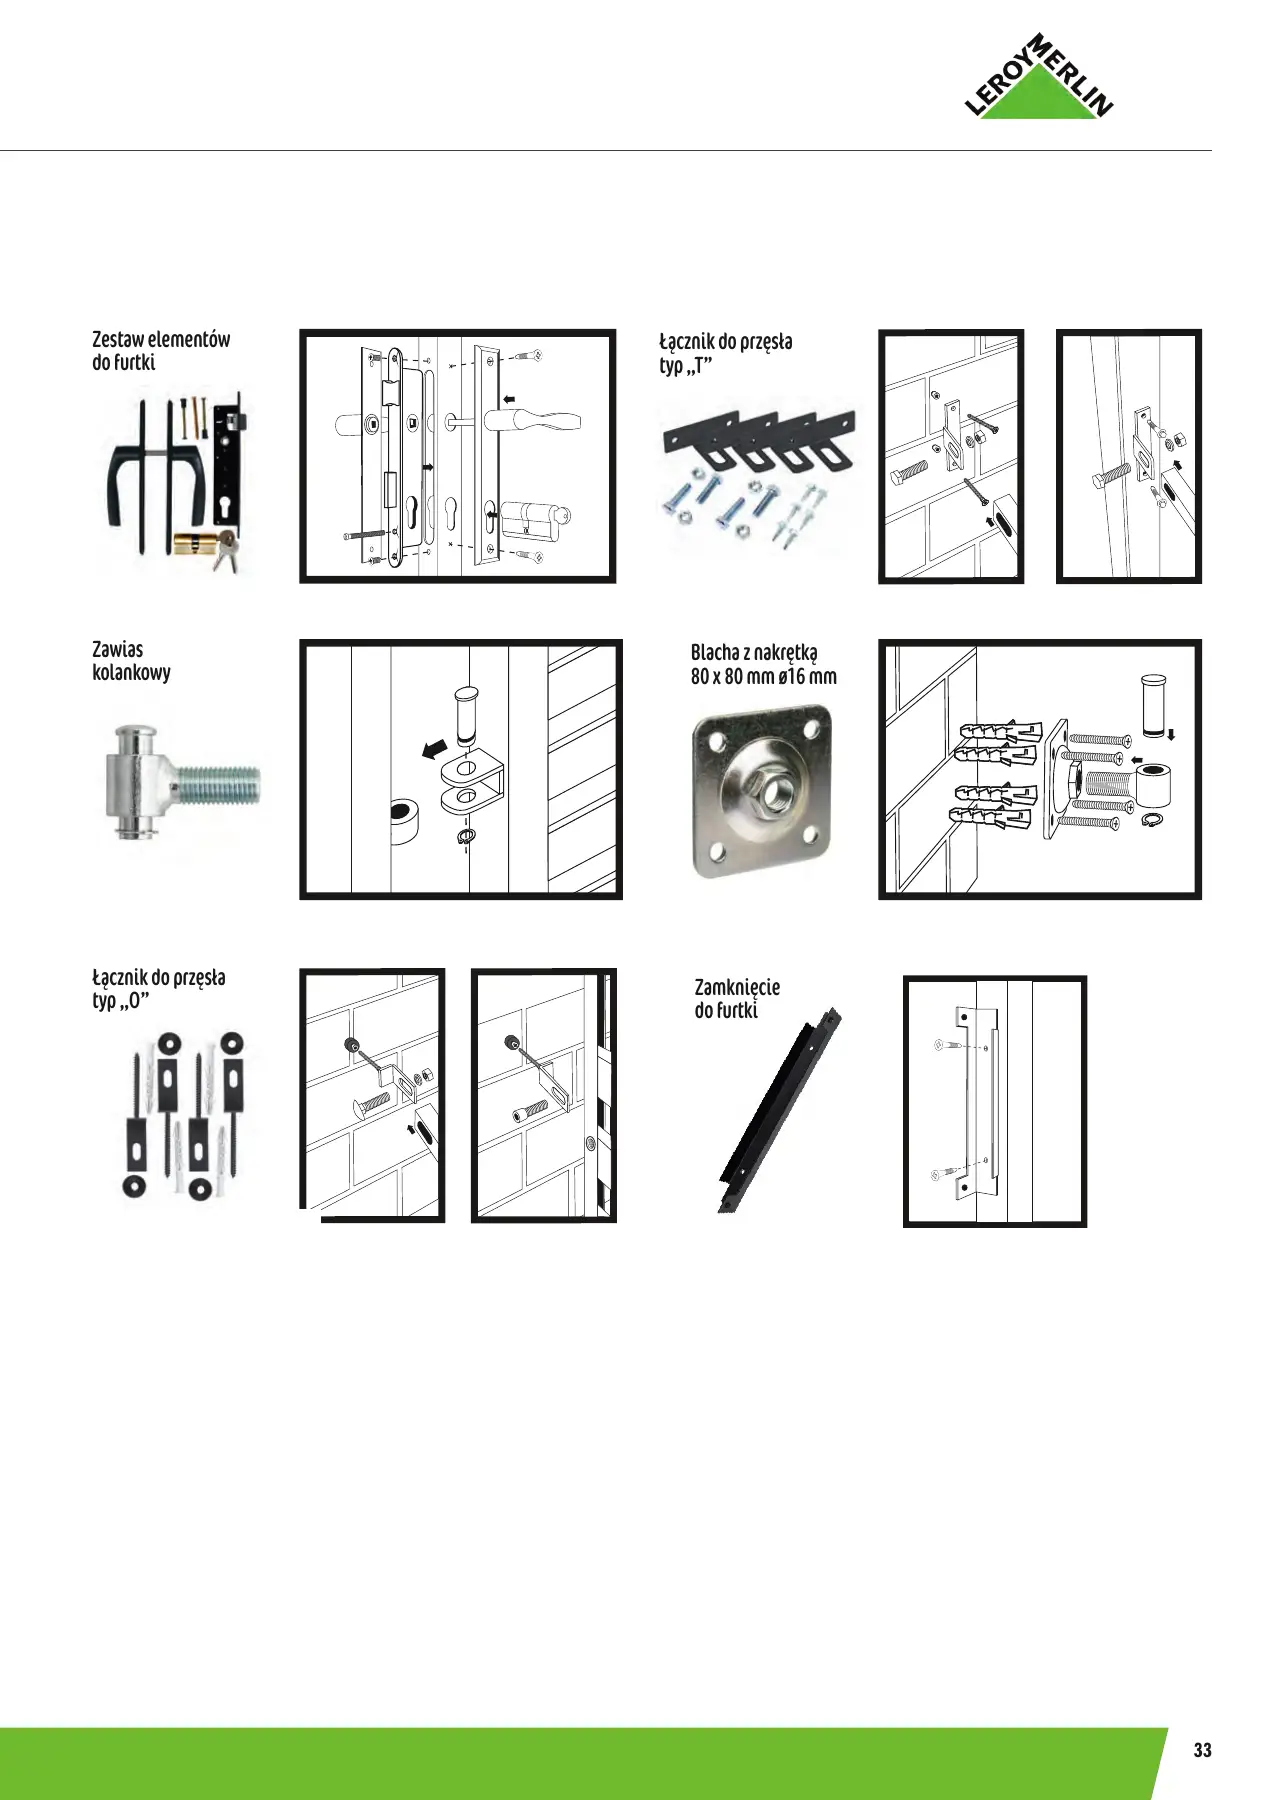 LEROY MERLIN
Zestaw elementów
do furtki
Łącznik do przęsła
typ „T”
Zawias
kolankowy
Blacha z nakrętką
80 x 80 mm ø16 mm
Łącznik do przęsła
typ „O”
Zamknięcie
do furtki
33